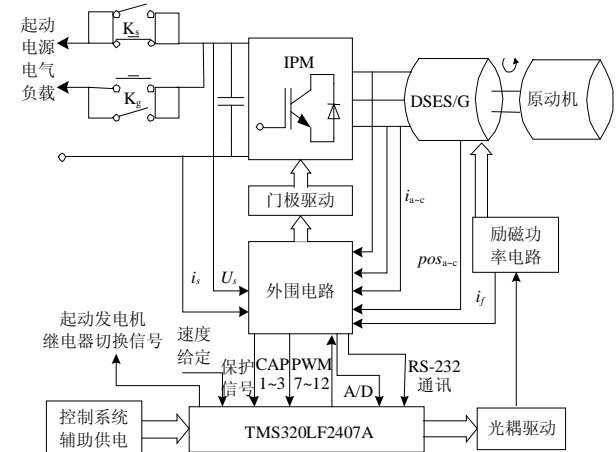 起动
电源
电气
负载
Ks
Kg
IPM
DSES/G
原动机
门极驱动
ia~c
励磁功
率电路
posa~c
is
Us
外围电路
if
起动发电机
继电器切换信号
速度
给定
保护
信号
CAP
1~3
PWM
7~12
A/D
RS-232
通讯
控制系统
辅助供电
TMS320LF2407A
光耦驱动